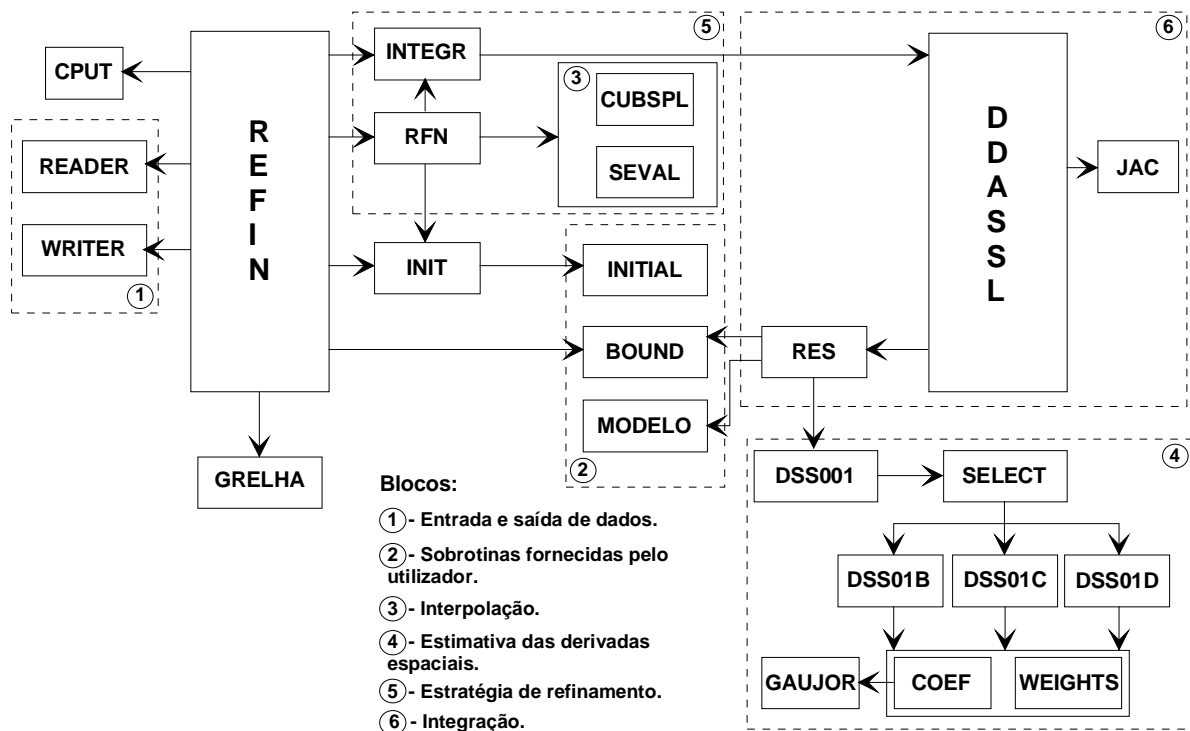 5
6
INTEGR
CPUT
3
CUBSPL
REFIN
RFN
DDASSL
READER
SEVAL
JAC
WRITER
INIT
INITIAL
1
BOUND
RES
MODELO
GRELHA
2
DSS001
SELECT
4
Blocos:
1 - Entrada e saída de dados.
2 - Sobrotinas fornecidas pelo
utilizador.
3 - Interpolação.
4 - Estimativa das derivadas
espaciais.
5 - Estratégia de refinamento.
6 - Integração.
DSS01B
DSS01C
DSS01D
GAUJOR
COEF
WEIGHTS